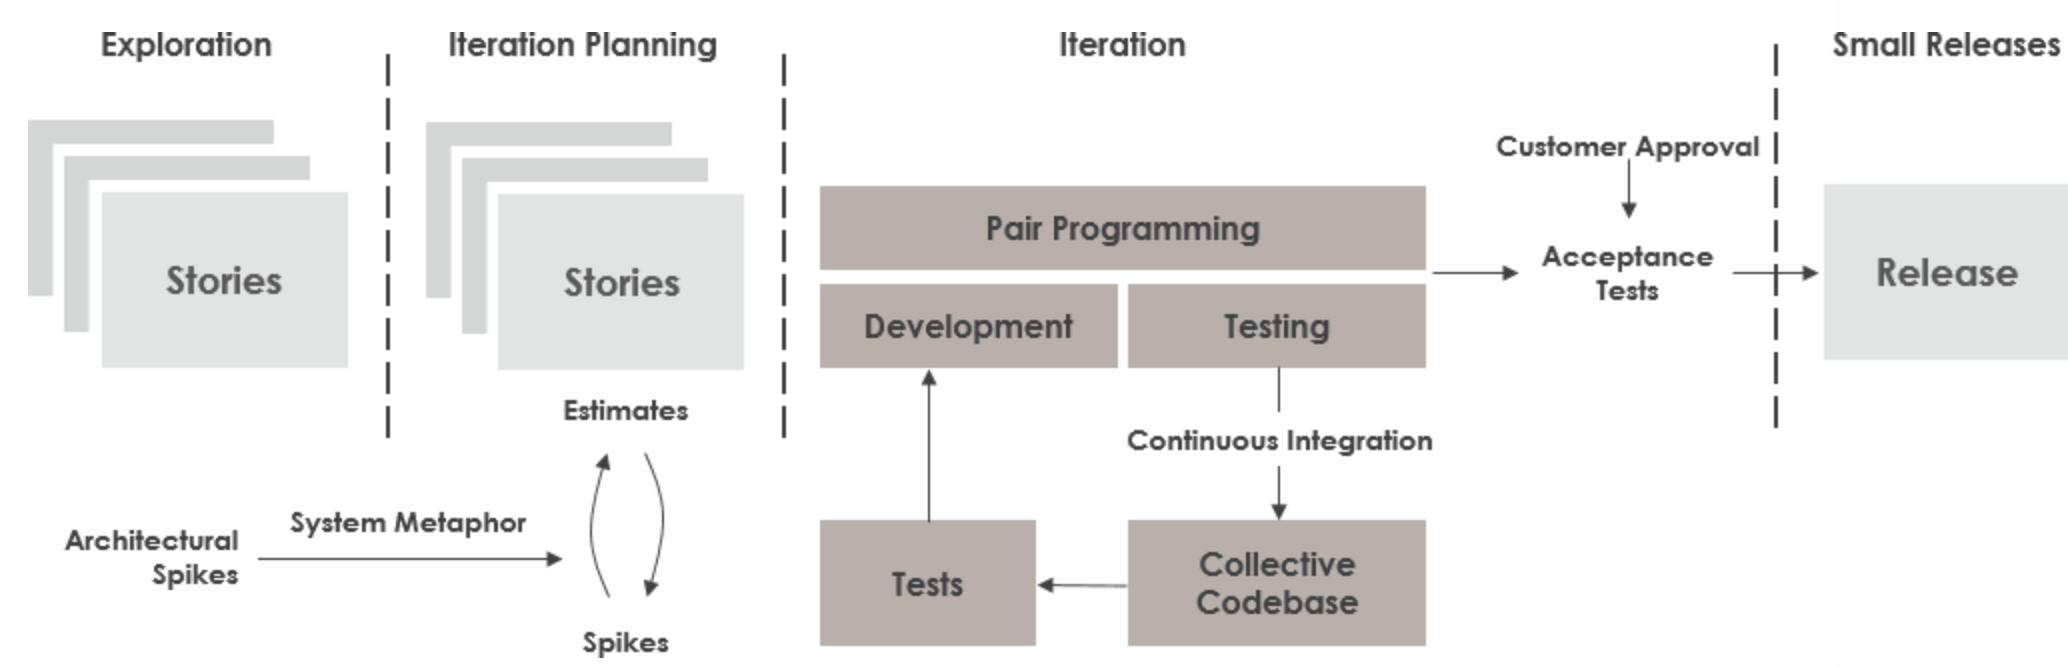 Exploration
Iteration Planning
Iteration
Small Releases
Stories
Stories
Estimates
System Metaphor
Architectural
Spikes
Spikes
Pair Programming
Development
Testing
Continuous Integration
Tests
Collective
Codebase
Customer Approval
Acceptance
Tests
Release